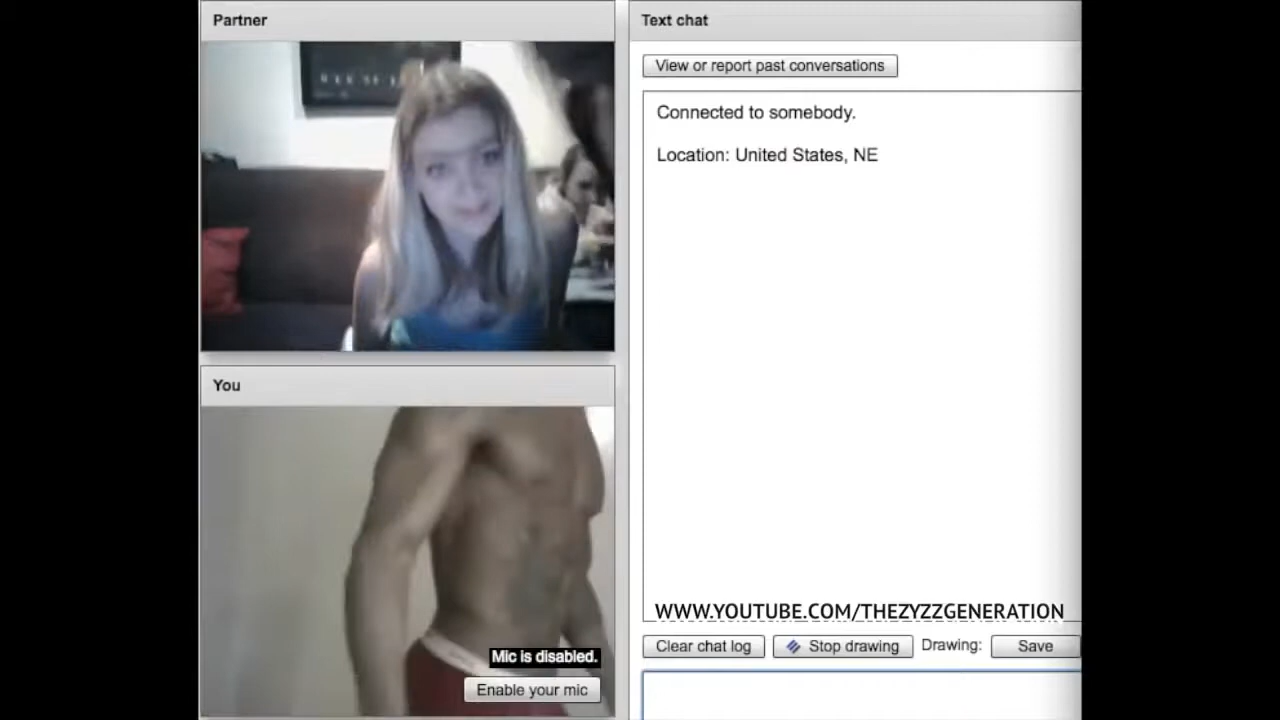 Partner
Text chat
View or report past conversations
Connected to somebody.
Location: United States, NE
You
WWW.YOUTUBE.COM/THEZYZZGENERATION
Mic is disabled.
Enable your mic
Clear chat log
Stop drawing
Drawing:
Save